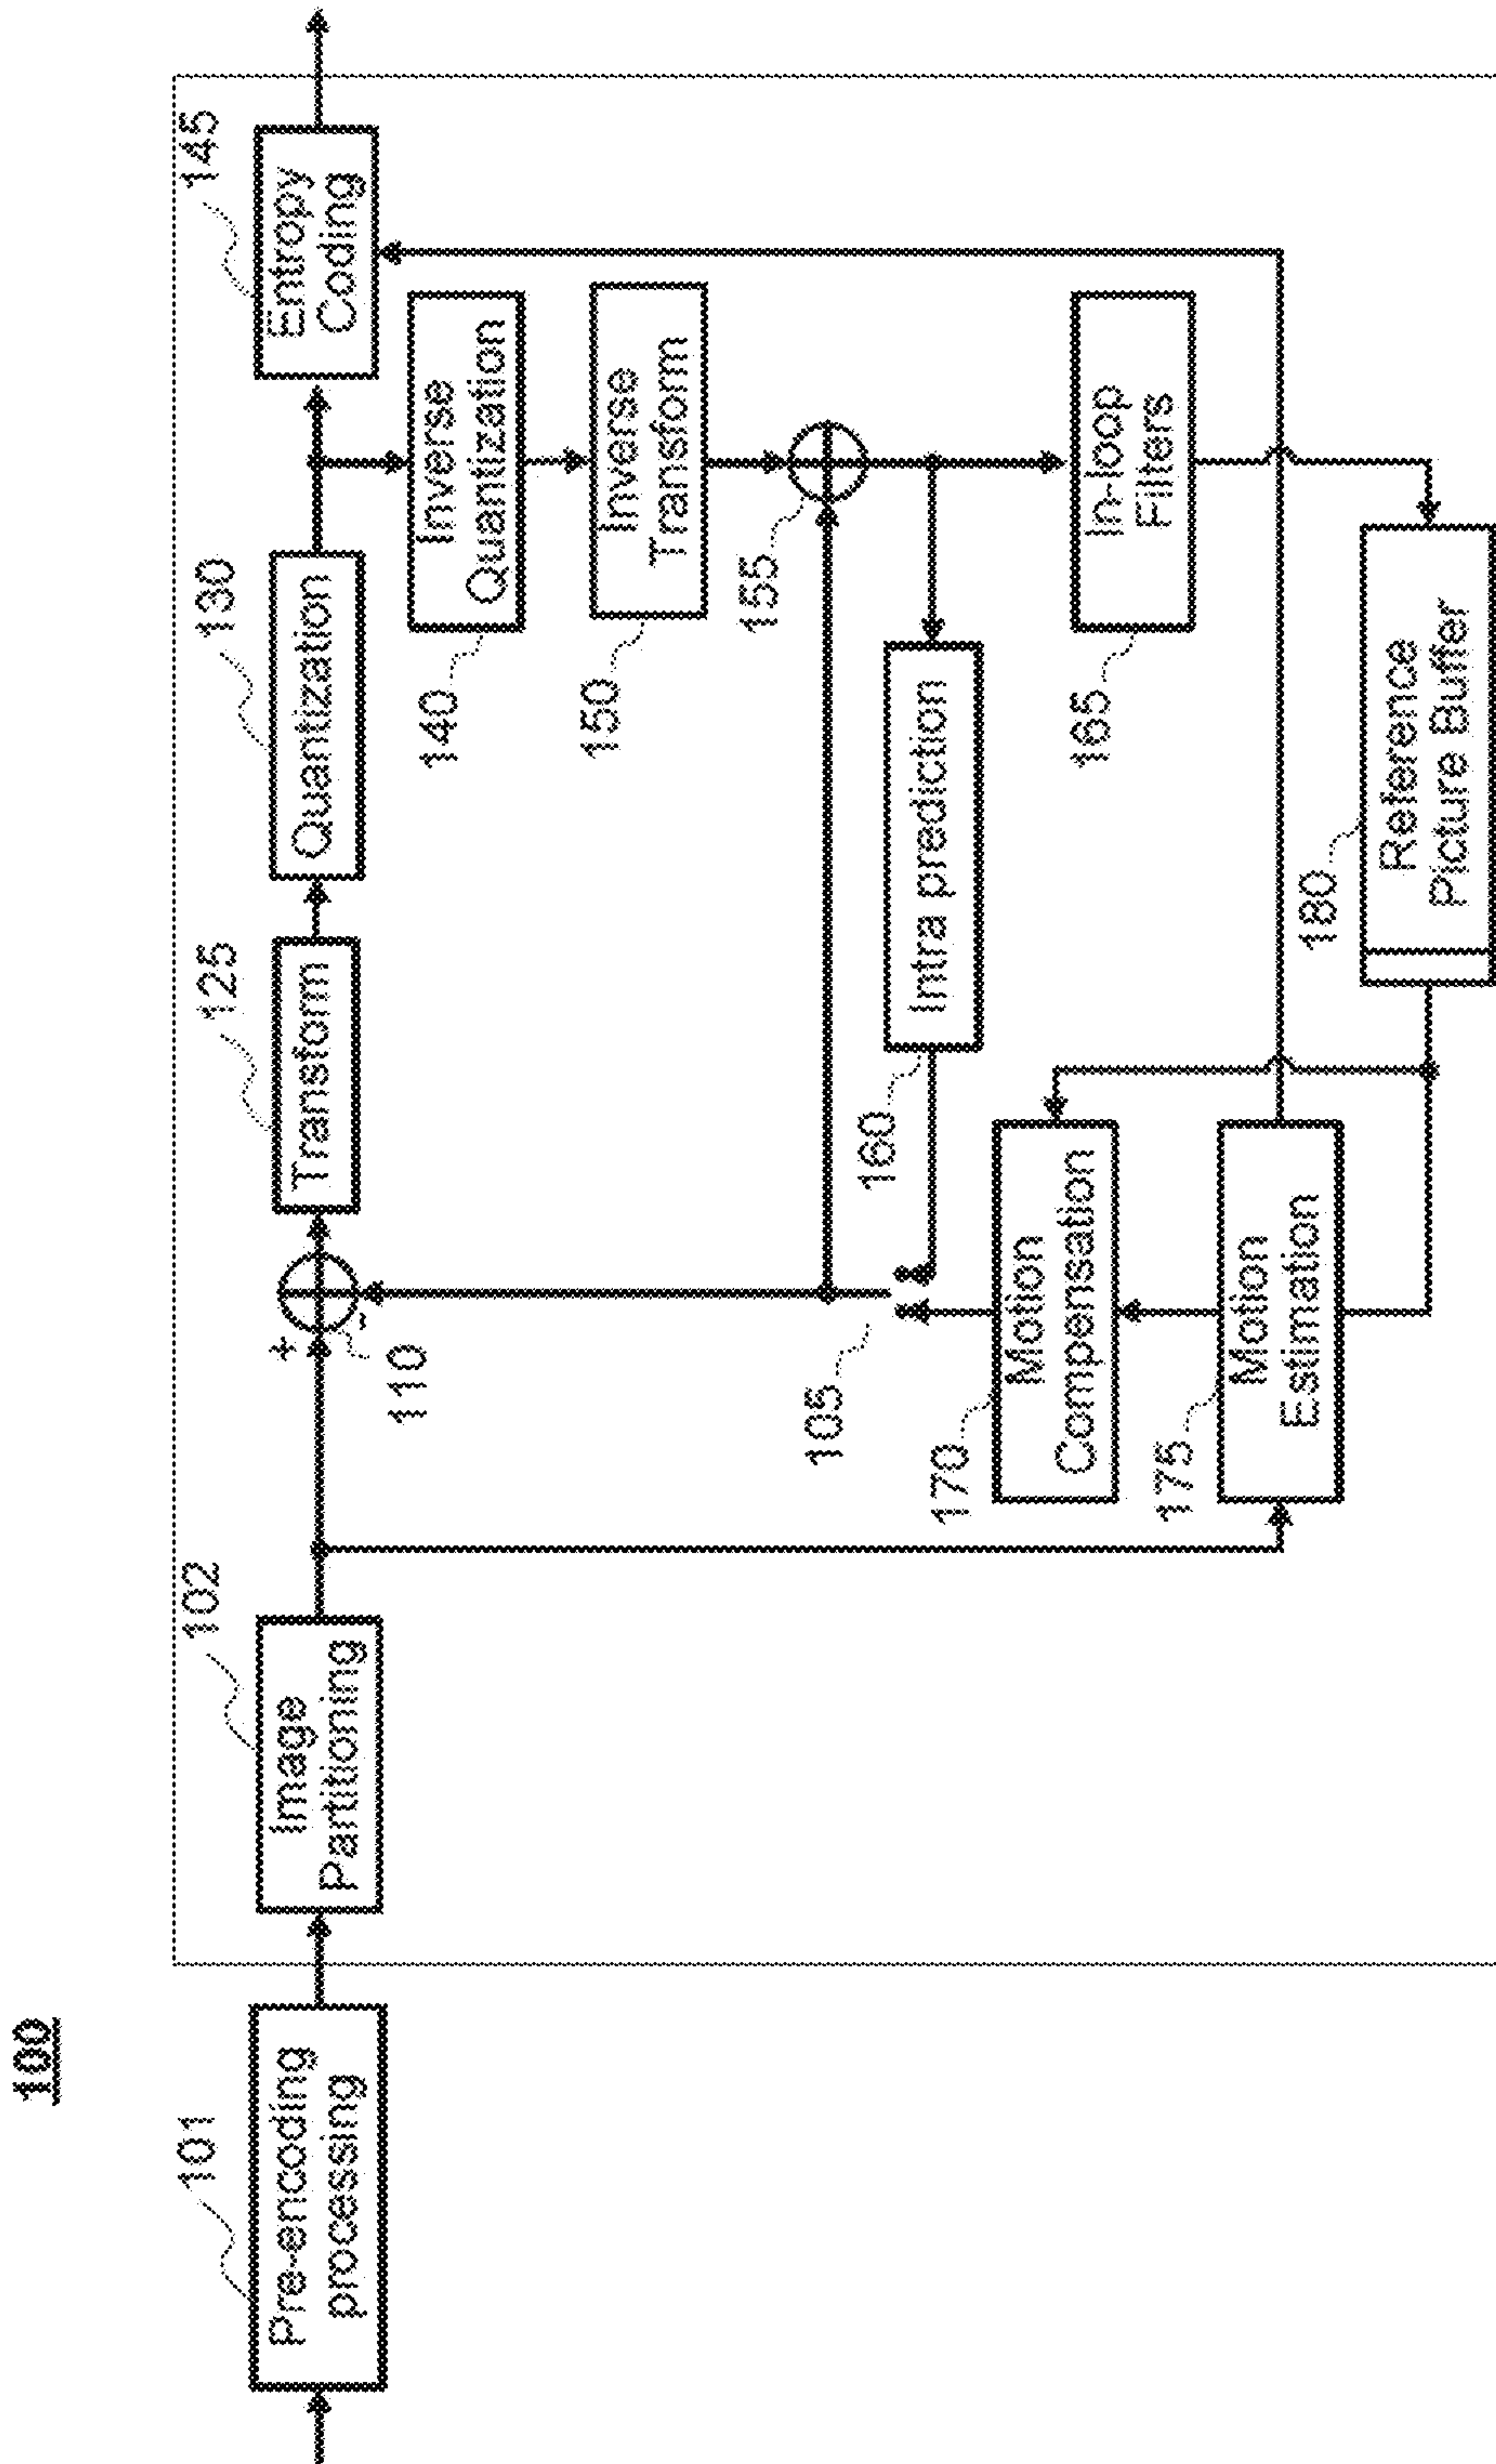 100
101
Pre-encoding
processing
102
Image
Partitioning
+
-
110
125
Transform
130
Quantization
145
Entropy
Coding
140
Inverse
Quantization
150
Inverse
Transform
155
105
160
Intra prediction
170
Motion
Compensation
165
In-loop
Filters
175
Motion
Estimation
180
Reference
Picture Buffer